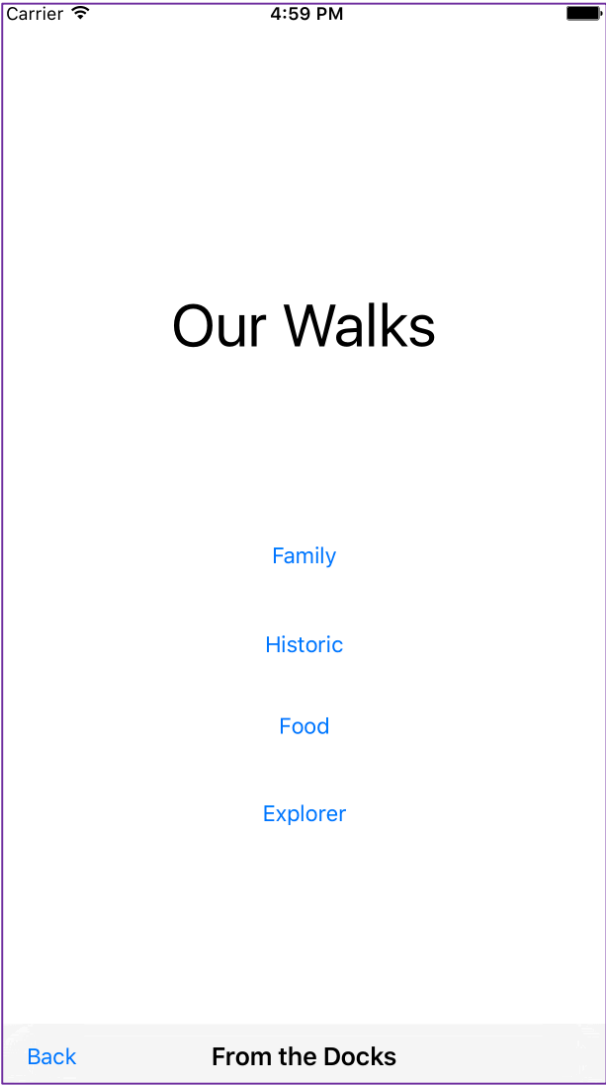 Carrier 4:59 PM
Our Walks
Family
Historic
Food
Explorer
Back From the Docks